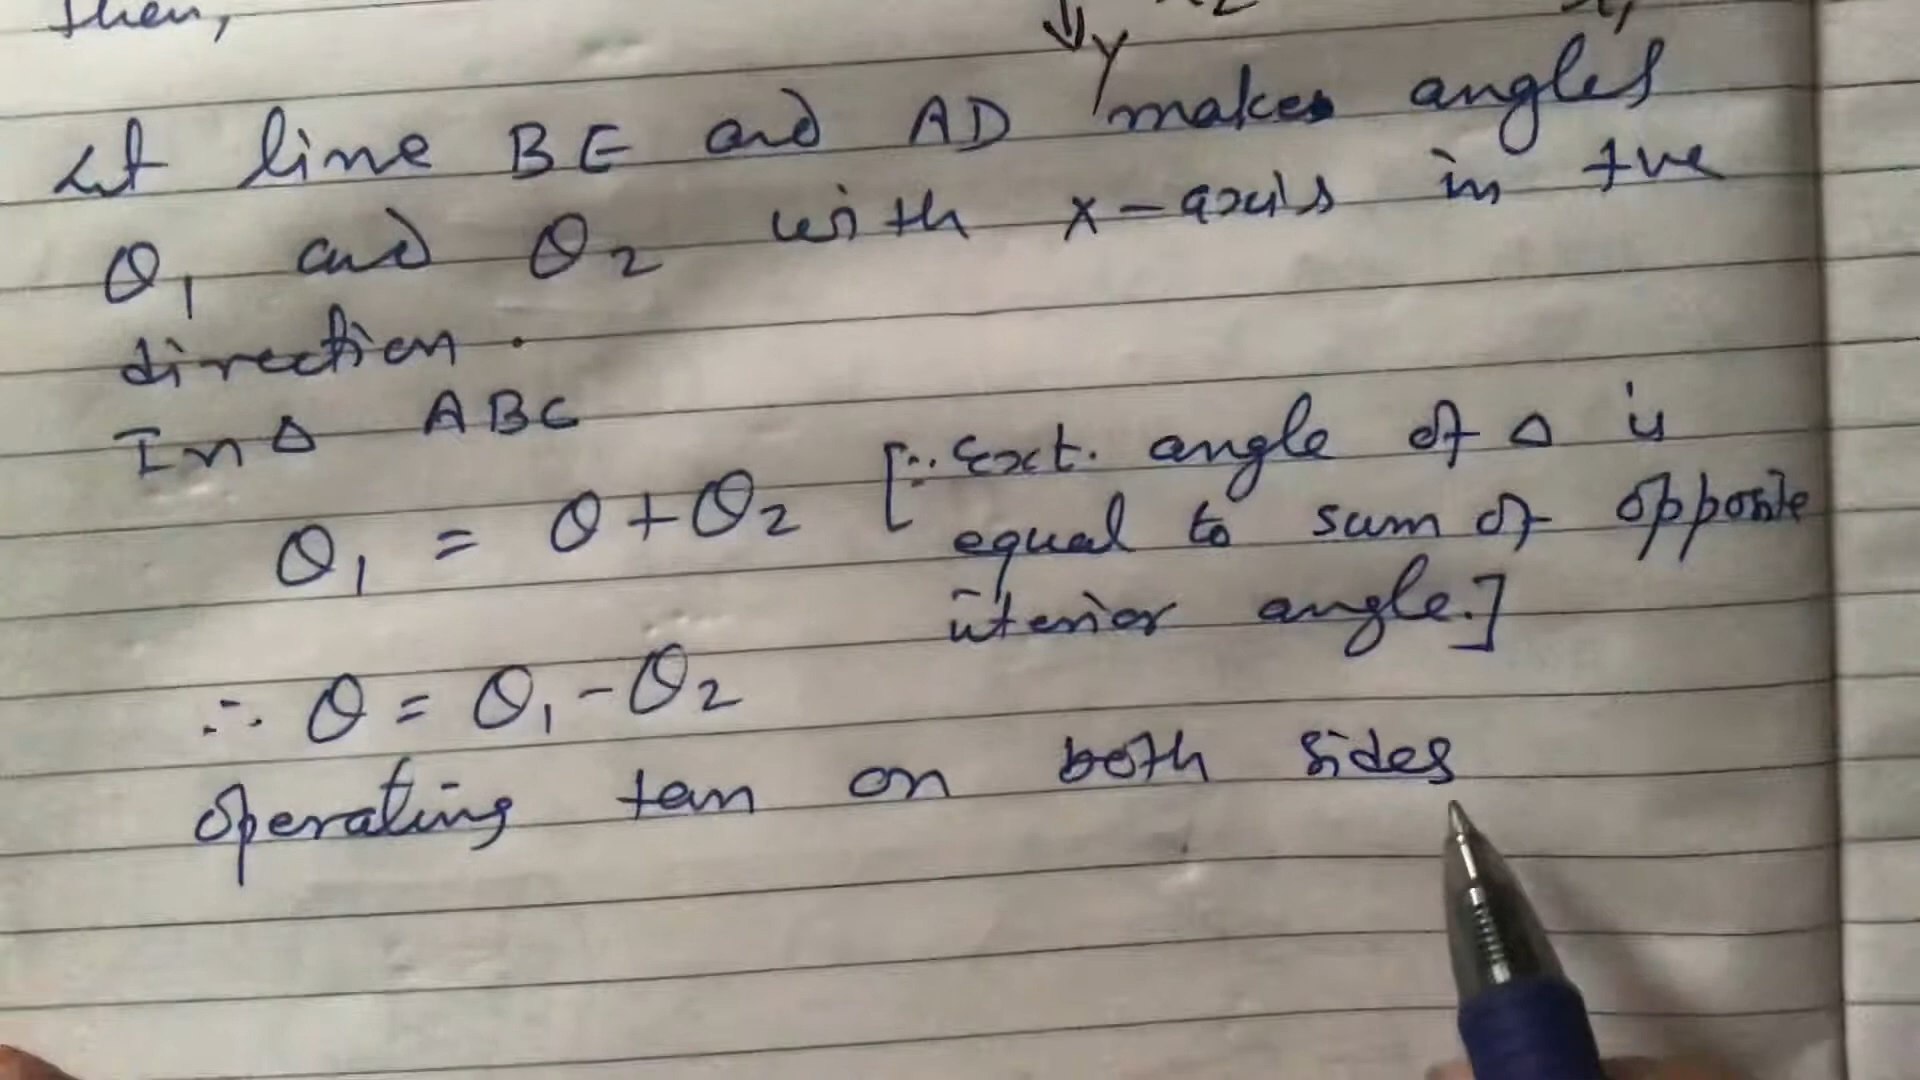 then,
Y
Let line BE and AD makes angles
θ₁ and θ₂ with x-axis in +ve
direction.
In Δ ABC
θ₁ = θ + θ₂ [∵ Ext. angle of Δ is
equal to sum of opposite
interior angle.]
∴ θ = θ₁ - θ₂
operating tan on both sides